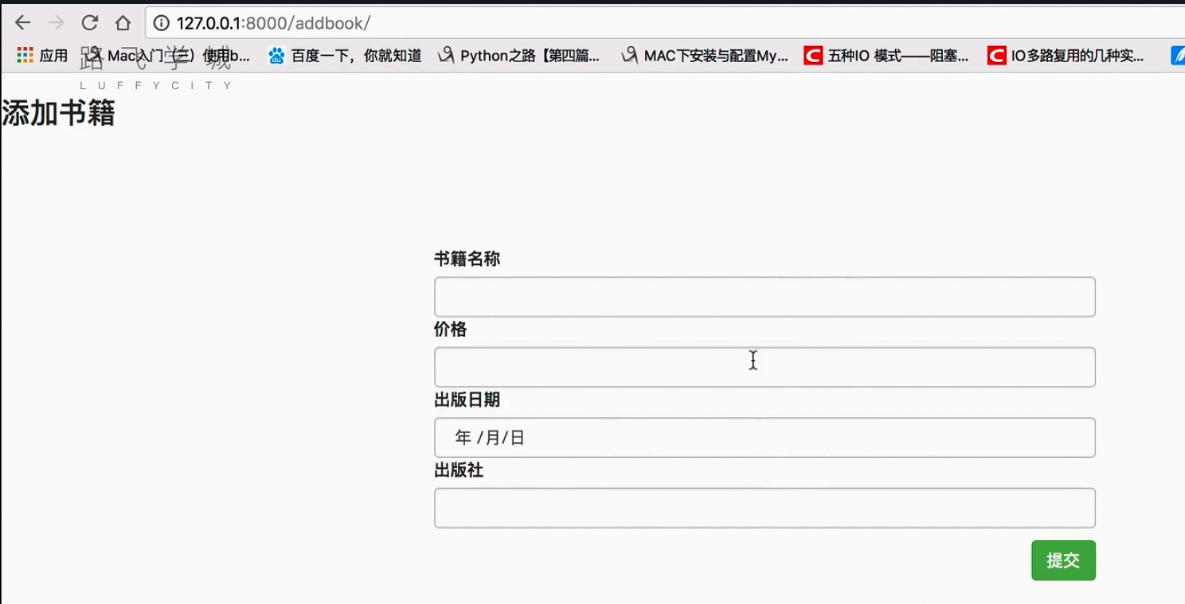 127.0.0.1:8000/addbook/
应用 Mac入门（三）使用b... 百度一下，你就知道 Python之路【第四篇... MAC下安装与配置My... 五种IO 模式——阻塞... IO多路复用的几种实...
路飞学城
LUFFYCITY
添加书籍
书籍名称
价格
出版日期
年 /月/日
出版社
提交